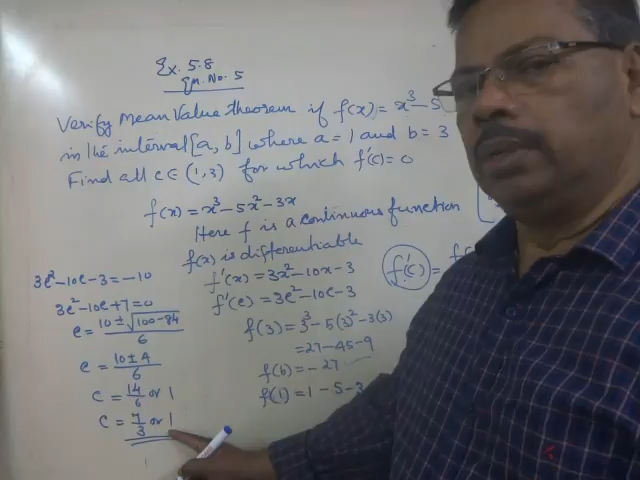 Ex. 5.8
Qn. No. 5
Verify Mean Value theorem if f(x) = x³ - 5
in the interval [a, b] where a = 1 and b = 3
Find all c ∈ (1, 3) for which f'(c) = 0
f(x) = x³ - 5x² - 3x
Here f is a continuous function
f(x) is differentiable
f'(x) = 3x² - 10x - 3
f'(c) = 3c² - 10c - 3
f(3) = 3³ - 5(3)² - 3(3)
= 27 - 45 - 9
f(b) = - 27
f(1) = 1 - 5 - 3
3c² - 10c - 3 = - 10
3c² - 10c + 7 = 0
c = 10 ± √100 - 84 / 6
c = 10 ± 4 / 6
c = 14/6 or 1
c = 7/3 or 1
f'(c) =